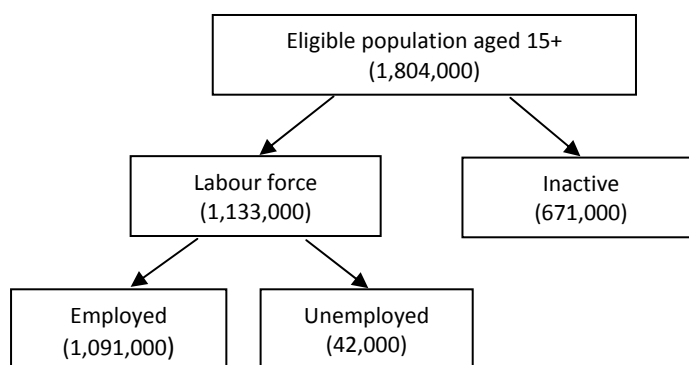 Eligible population aged 15+
(1,804,000)
Labour force
(1,133,000)
Inactive
(671,000)
Employed
(1,091,000)
Unemployed
(42,000)